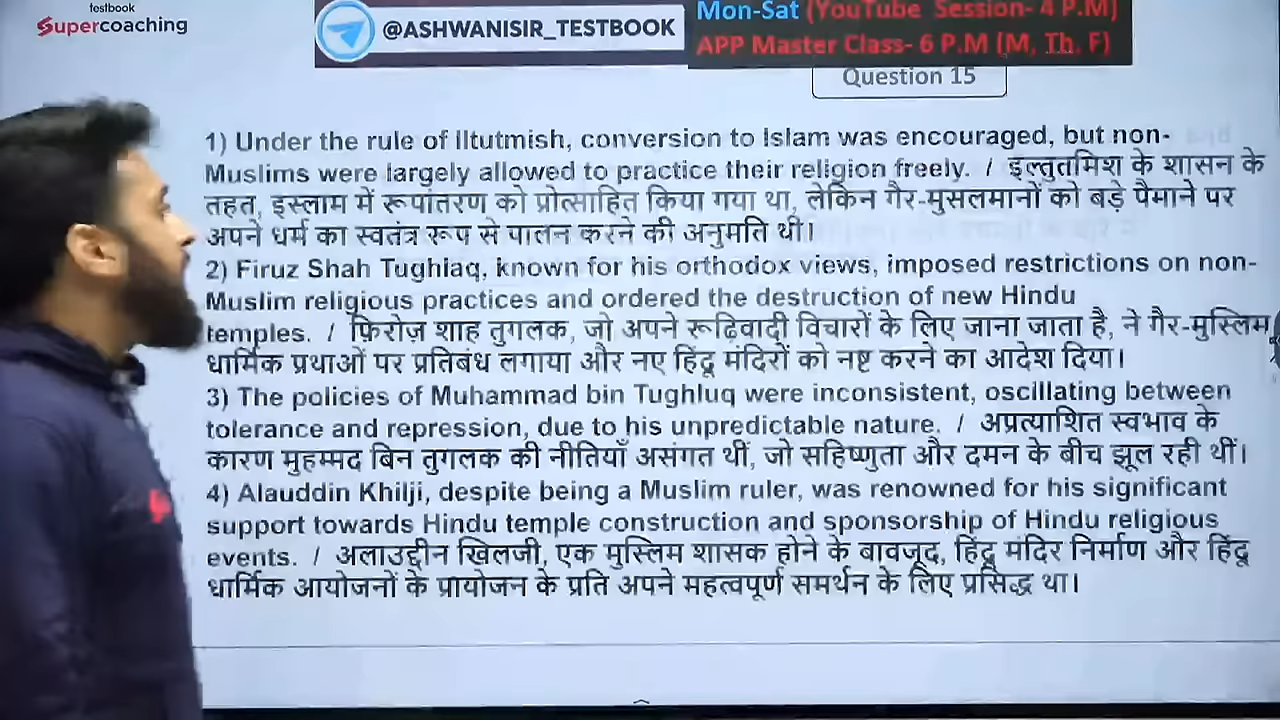 testbook
Supercoaching
@ASHWANISIR_TESTBOOK
Mon-Sat (YouTube Session- 4 P.M)
APP Master Class- 6 P.M (M, Th, F)
Question 15
1) Under the rule of Iltutmish, conversion to Islam was encouraged, but non-
Muslims were largely allowed to practice their religion freely. / इल्तुतमिश के शासन के
तहत, इस्लाम में रूपांतरण को प्रोत्साहित किया गया था, लेकिन गैर-मुसलमानों को बड़े पैमाने पर
अपने धर्म का स्वतंत्र रूप से पालन करने की अनुमति थी।
2) Firuz Shah Tughlaq, known for his orthodox views, imposed restrictions on non-
Muslim religious practices and ordered the destruction of new Hindu
temples. / फ़िरोज़ शाह तुगलक, जो अपने रूढ़िवादी विचारों के लिए जाना जाता है, ने गैर-मुस्लिम
धार्मिक प्रथाओं पर प्रतिबंध लगाया और नए हिंदू मंदिरों को नष्ट करने का आदेश दिया।
3) The policies of Muhammad bin Tughluq were inconsistent, oscillating between
tolerance and repression, due to his unpredictable nature. / अप्रत्याशित स्वभाव के
कारण मुहम्मद बिन तुगलक की नीतियाँ असंगत थीं, जो सहिष्णुता और दमन के बीच झूल रही थीं।
4) Alauddin Khilji, despite being a Muslim ruler, was renowned for his significant
support towards Hindu temple construction and sponsorship of Hindu religious
events. / अलाउद्दीन खिलजी, एक मुस्लिम शासक होने के बावजूद, हिंदू मंदिर निर्माण और हिंदू
धार्मिक आयोजनों के प्रायोजन के प्रति अपने महत्वपूर्ण समर्थन के लिए प्रसिद्ध था।